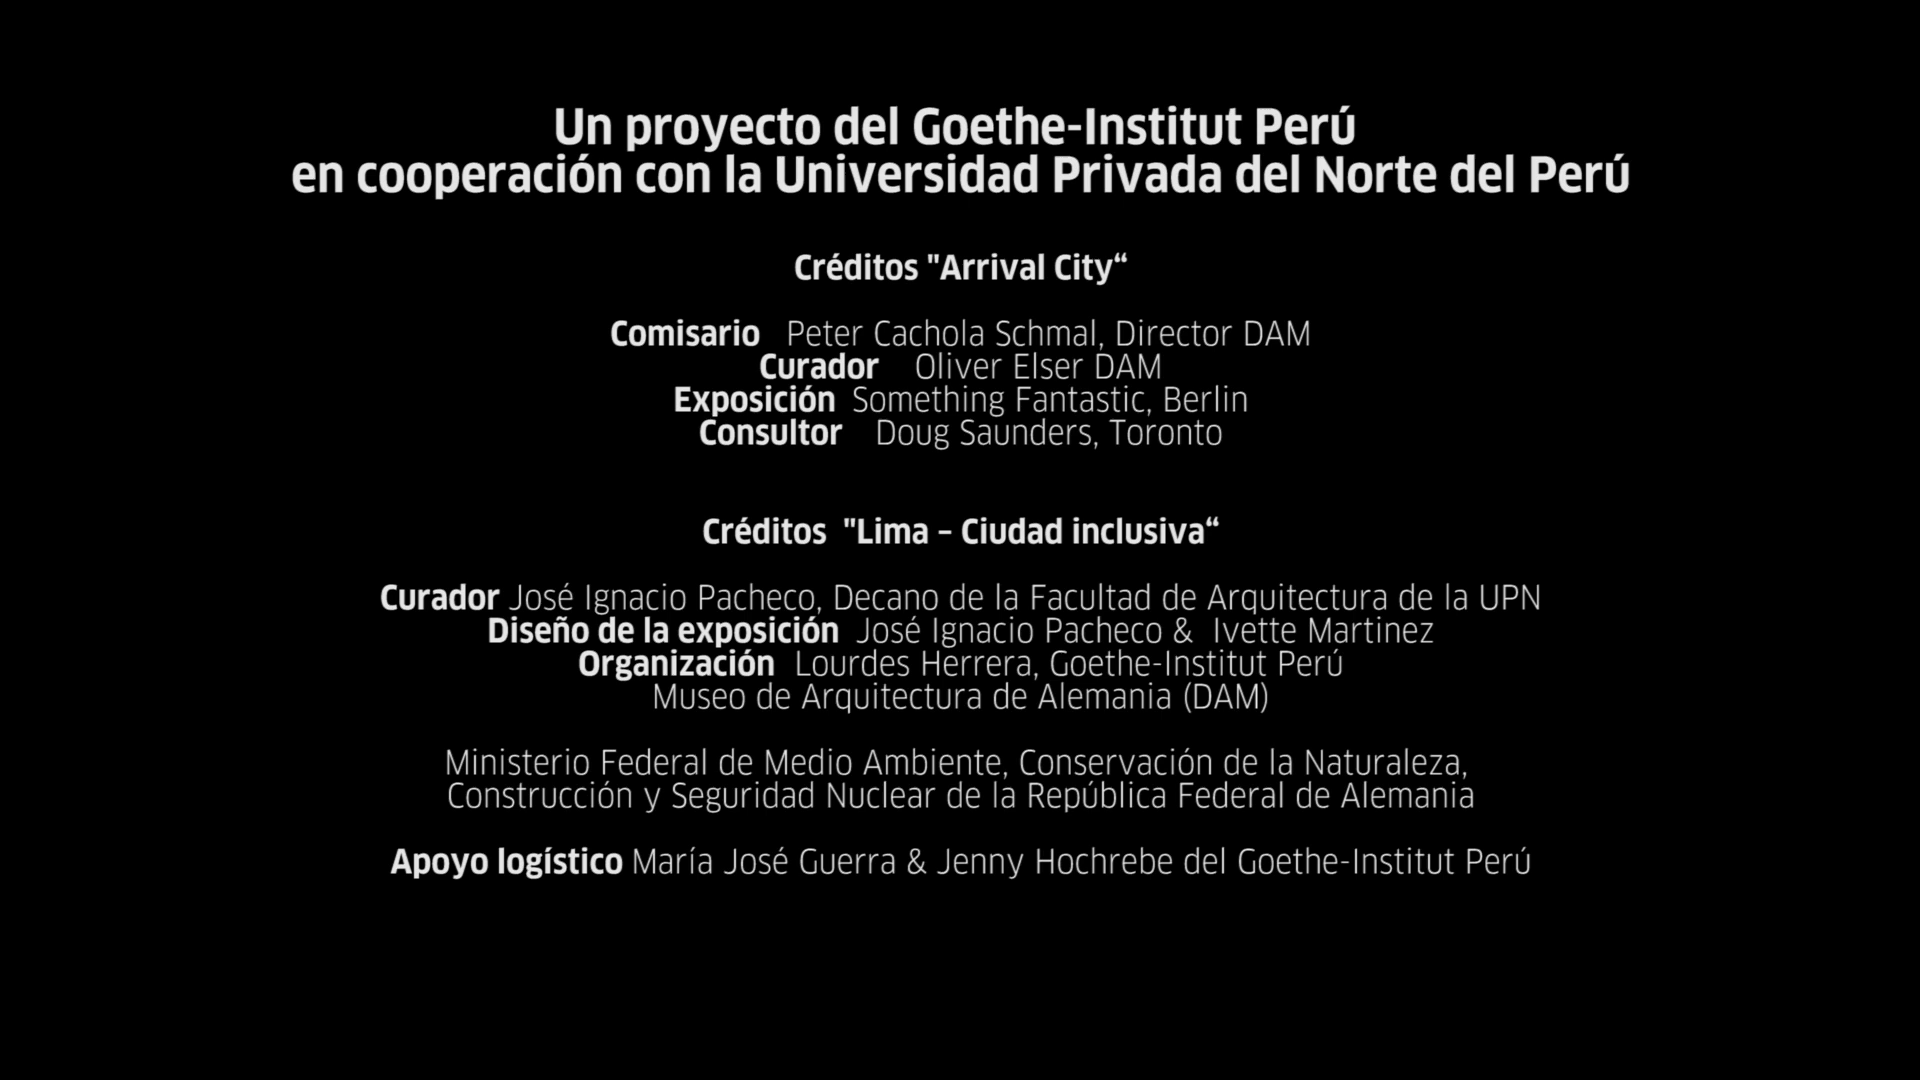 Un proyecto del Goethe-Institut Perú
en cooperación con la Universidad Privada del Norte del Perú
Créditos "Arrival City“
Comisario Peter Cachola Schmal, Director DAM
Curador Oliver Elser DAM
Exposición Something Fantastic, Berlin
Consultor Doug Saunders, Toronto
Créditos "Lima – Ciudad inclusiva“
Curador José Ignacio Pacheco, Decano de la Facultad de Arquitectura de la UPN
Diseño de la exposición José Ignacio Pacheco & Ivette Martinez
Organización Lourdes Herrera, Goethe-Institut Perú
Museo de Arquitectura de Alemania (DAM)
Ministerio Federal de Medio Ambiente, Conservación de la Naturaleza,
Construcción y Seguridad Nuclear de la República Federal de Alemania
Apoyo logístico María José Guerra & Jenny Hochrebe del Goethe-Institut Perú